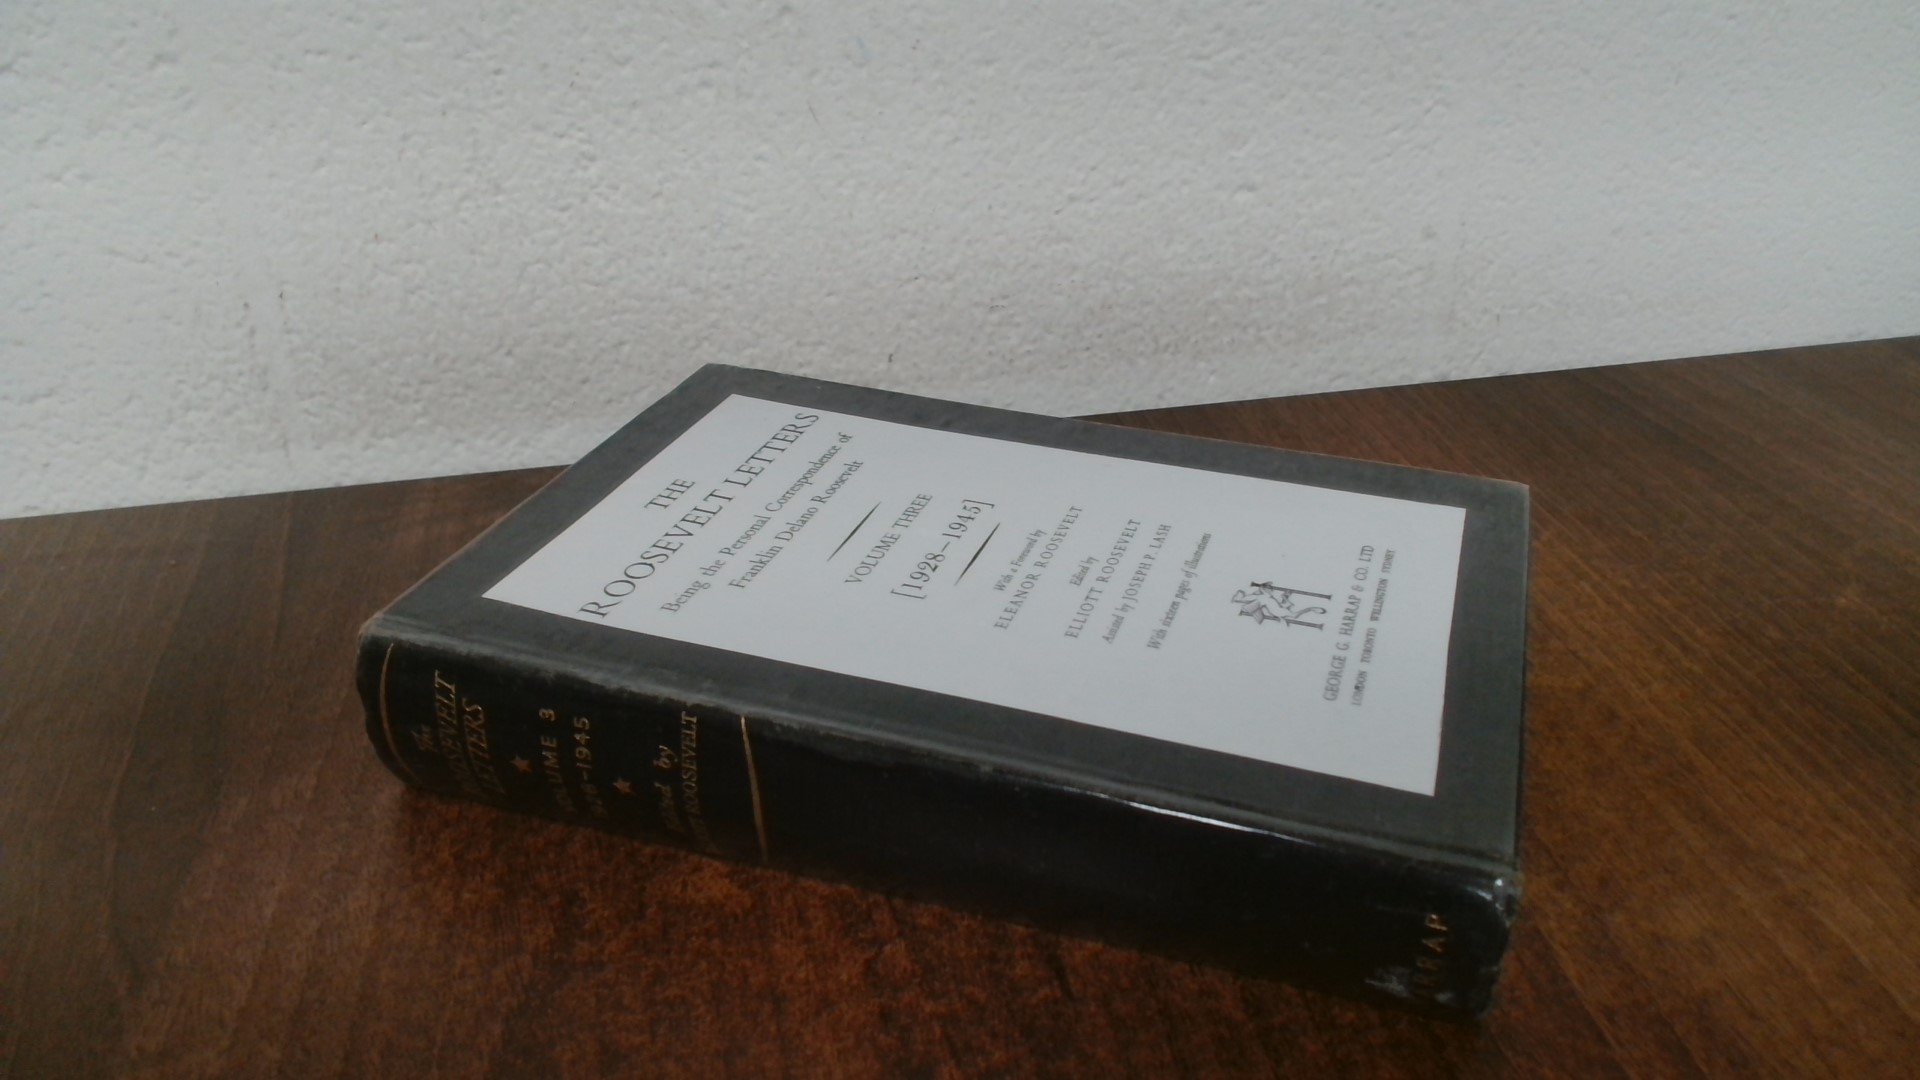 THE
ROOSEVELT LETTERS
Being the Personal Correspondence of
Franklin Delano Roosevelt
VOLUME THREE
[1928–1945]
With a Foreword by
ELEANOR ROOSEVELT
Edited by
ELLIOTT ROOSEVELT
Assisted by JOSEPH P. LASH
With sixteen pages of illustrations
GEORGE G. HARRAP & CO. LTD
LONDON TORONTO WELLINGTON SYDNEY
The
ROOSEVELT
LETTERS
VOLUME 3
1928–1945
Edited by
ROOSEVELT
HARRAP